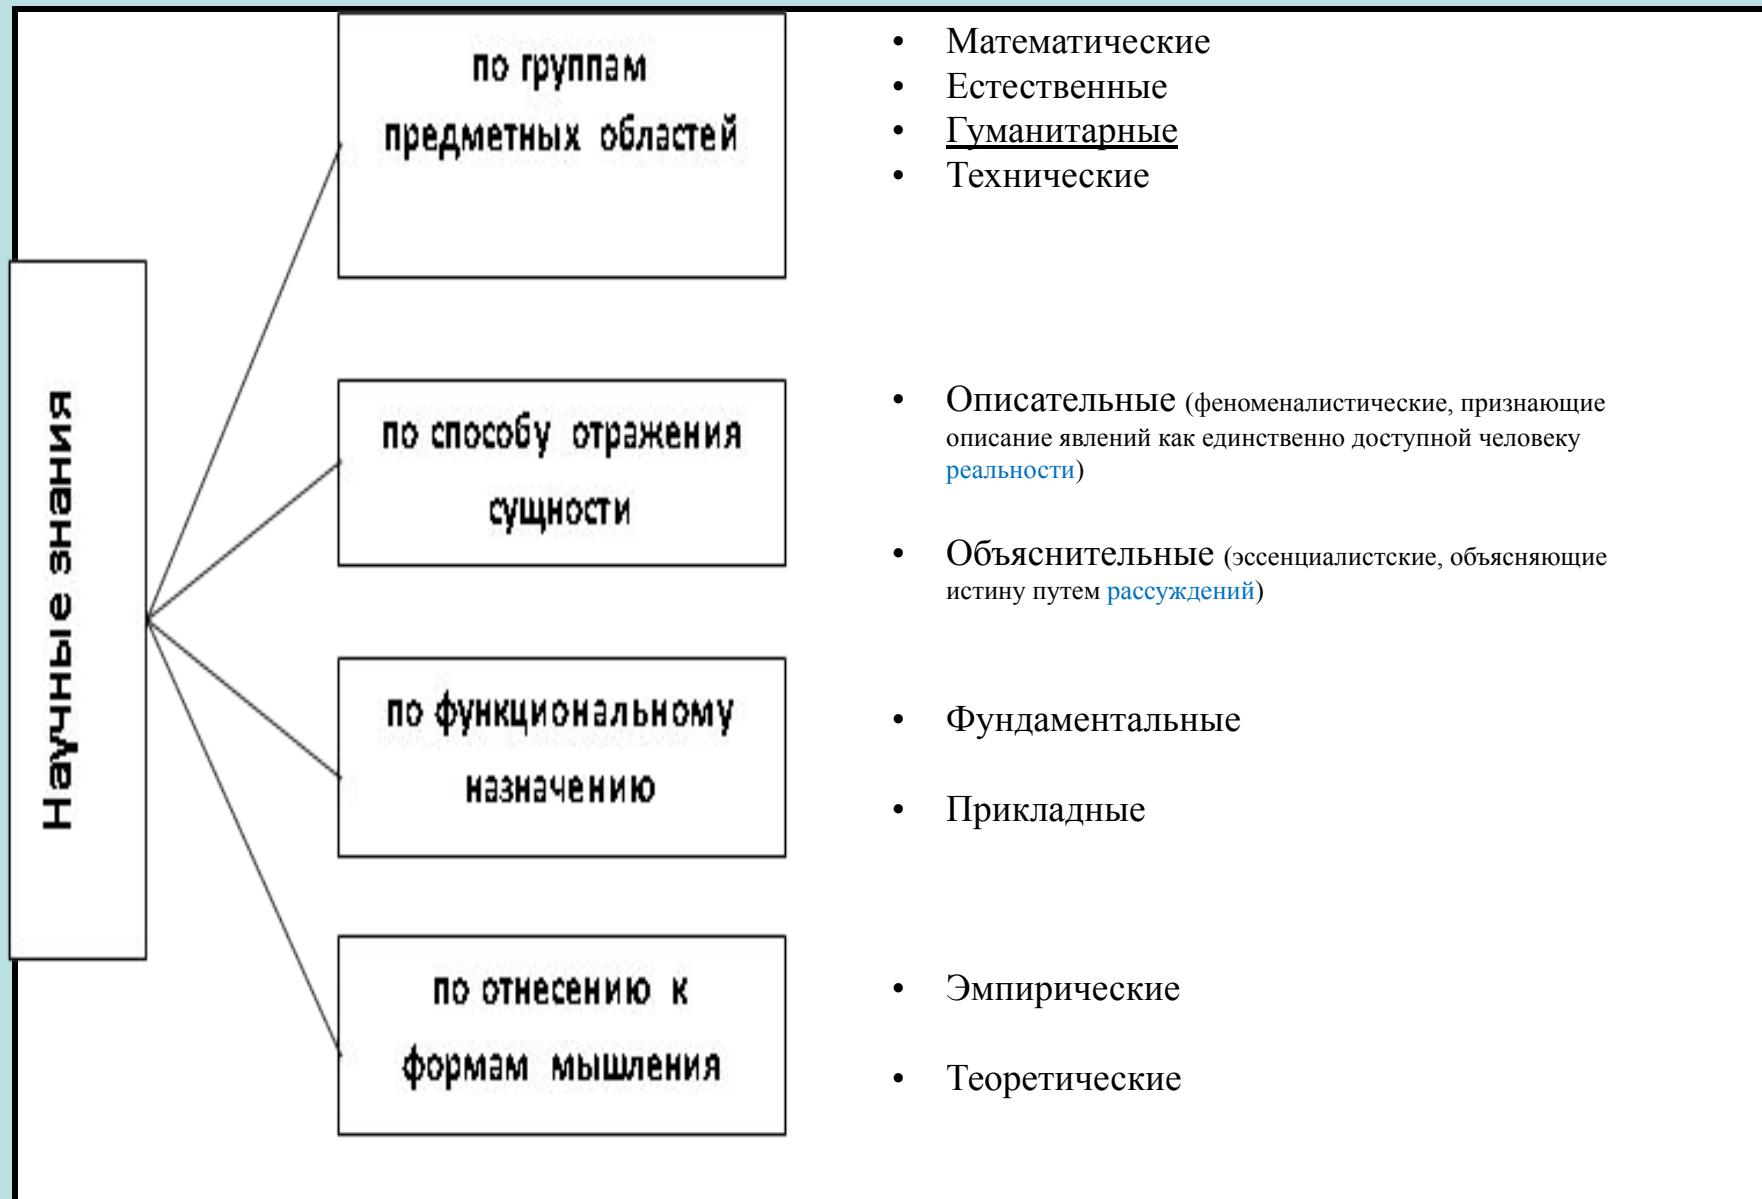 Научные знания
по группам
предметных областей
• Математические
• Естественные
• Гуманитарные
• Технические
по способу отражения
сущности
• Описательные (феноменалистические, признающие
описание явлений как единственно доступной человеку
реальности)
• Объяснительные (эссенциалистские, объясняющие
истину путем рассуждений)
по функциональному
назначению
• Фундаментальные
• Прикладные
по отнесению к
формам мышления
• Эмпирические
• Теоретические